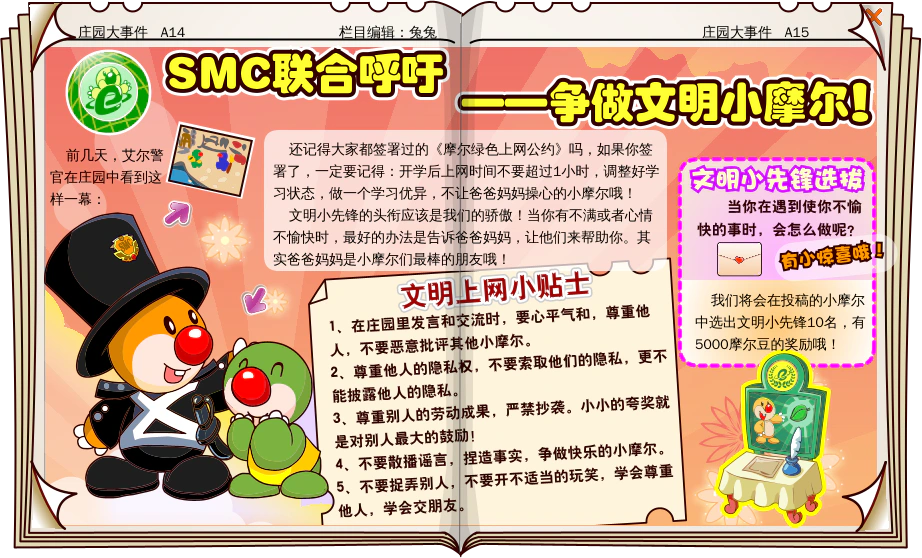 庄园大事件 A14
栏目编辑：兔兔
庄园大事件 A15
SMC联合呼吁
——争做文明小摩尔!
前几天，艾尔警
官在庄园中看到这
样一幕：
还记得大家都签署过的《摩尔绿色上网公约》吗，如果你签
署了，一定要记得：开学后上网时间不要超过1小时，调整好学
习状态，做一个学习优异，不让爸爸妈妈操心的小摩尔哦！
文明小先锋的头衔应该是我们的骄傲！当你有不满或者心情
不愉快时，最好的办法是告诉爸爸妈妈，让他们来帮助你。其
实爸爸妈妈是小摩尔们最棒的朋友哦！
文明上网小贴士
1、在庄园里发言和交流时，要心平气和，尊重他
人，不要恶意批评其他小摩尔。
2、尊重他人的隐私权，不要索取他们的隐私，更不
能披露他人的隐私。
3、尊重别人的劳动成果，严禁抄袭。小小的夸奖就
是对别人最大的鼓励！
4、不要散播谣言，捏造事实，争做快乐的小摩尔。
5、不要捉弄别人，不要开不适当的玩笑，学会尊重
他人，学会交朋友。
文明小先锋选拔
当你在遇到使你不愉
快的事时，会怎么做呢?
有小惊喜哦！
我们将会在投稿的小摩尔
中选出文明小先锋10名，有
5000摩尔豆的奖励哦！